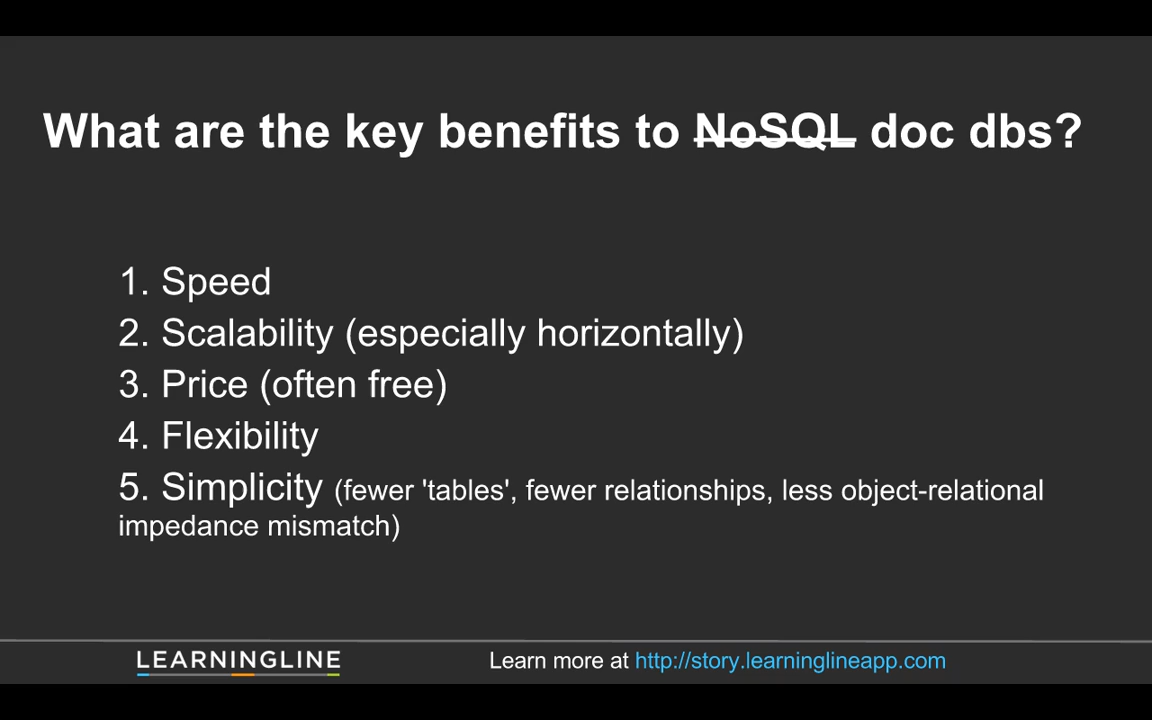 What are the key benefits to NoSQL doc dbs?
1. Speed
2. Scalability (especially horizontally)
3. Price (often free)
4. Flexibility
5. Simplicity (fewer 'tables', fewer relationships, less object-relational
impedance mismatch)
LEARNINGLINE
Learn more at http://story.learninglineapp.com